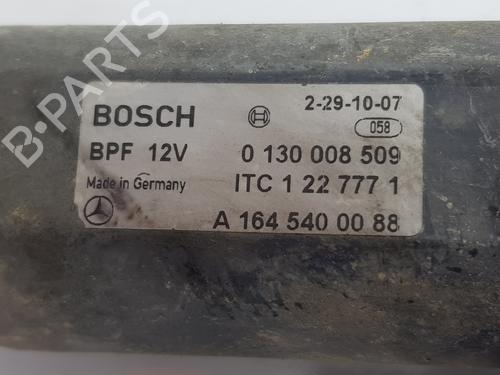 BOSCH 2-29-10-07
058
BPF 12V 0 130 008 509
Made in Germany ITC 1 22 777 1
A 164 540 00 88
B-PARTS